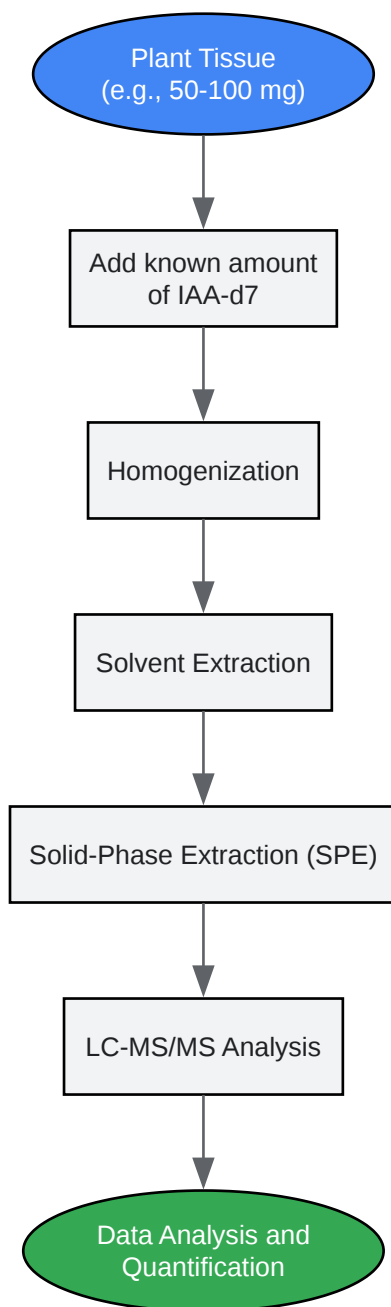 Plant Tissue
(e.g., 50-100 mg)
Add known amount
of IAA-d7
Homogenization
Solvent Extraction
Solid-Phase Extraction (SPE)
LC-MS/MS Analysis
Data Analysis and
Quantification